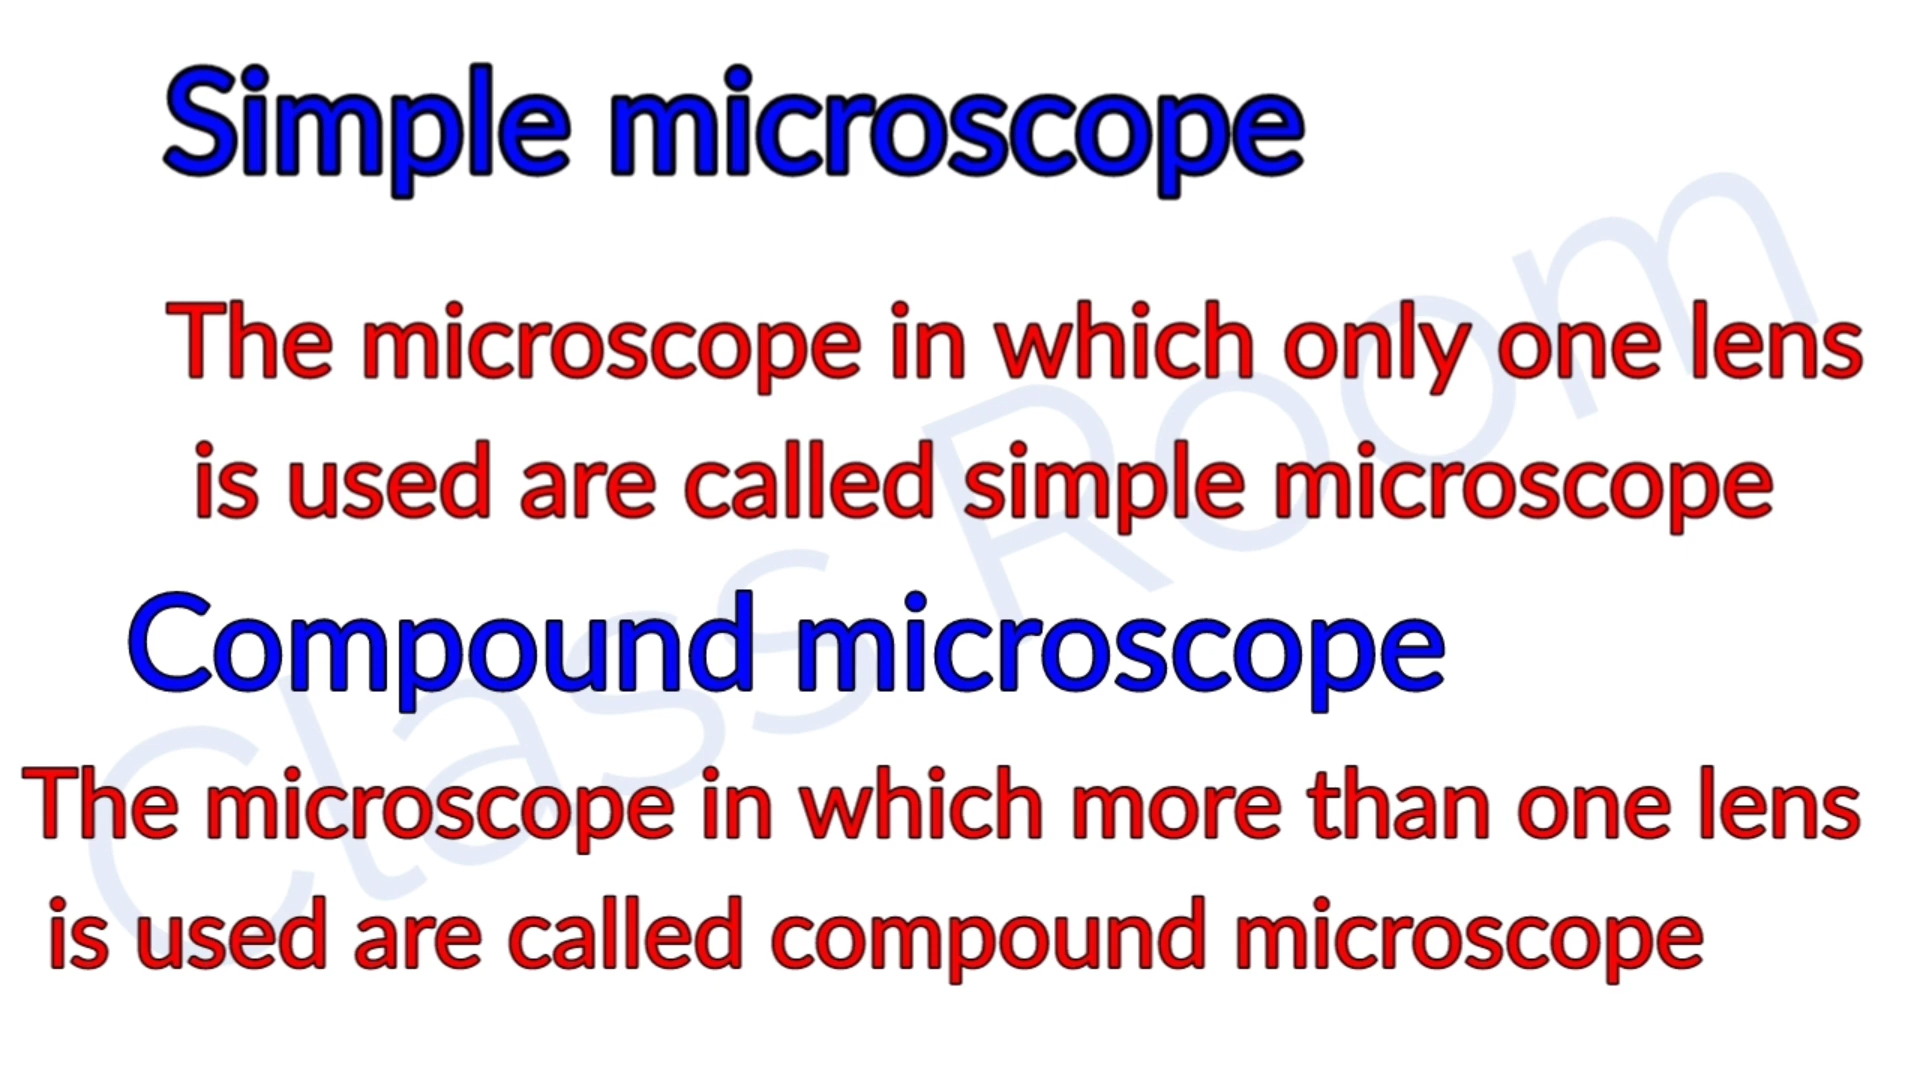 Simple microscope
The microscope in which only one lens
is used are called simple microscope
Compound microscope
The microscope in which more than one lens
is used are called compound microscope
Class Room